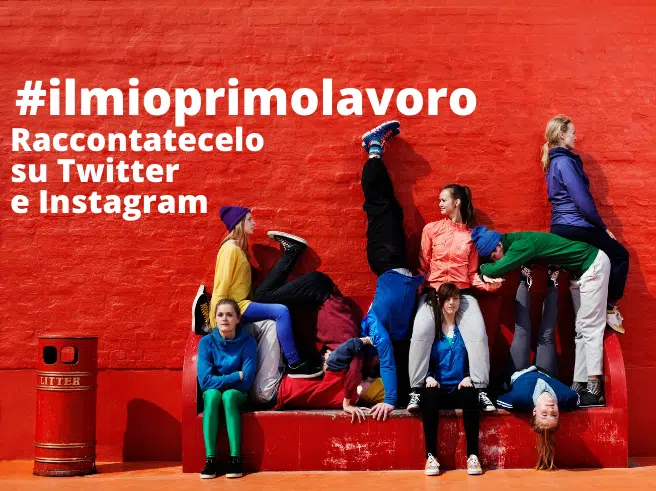 #ilmioprimolavoro
Raccontatecelo
su Twitter
e Instagram
LITTER